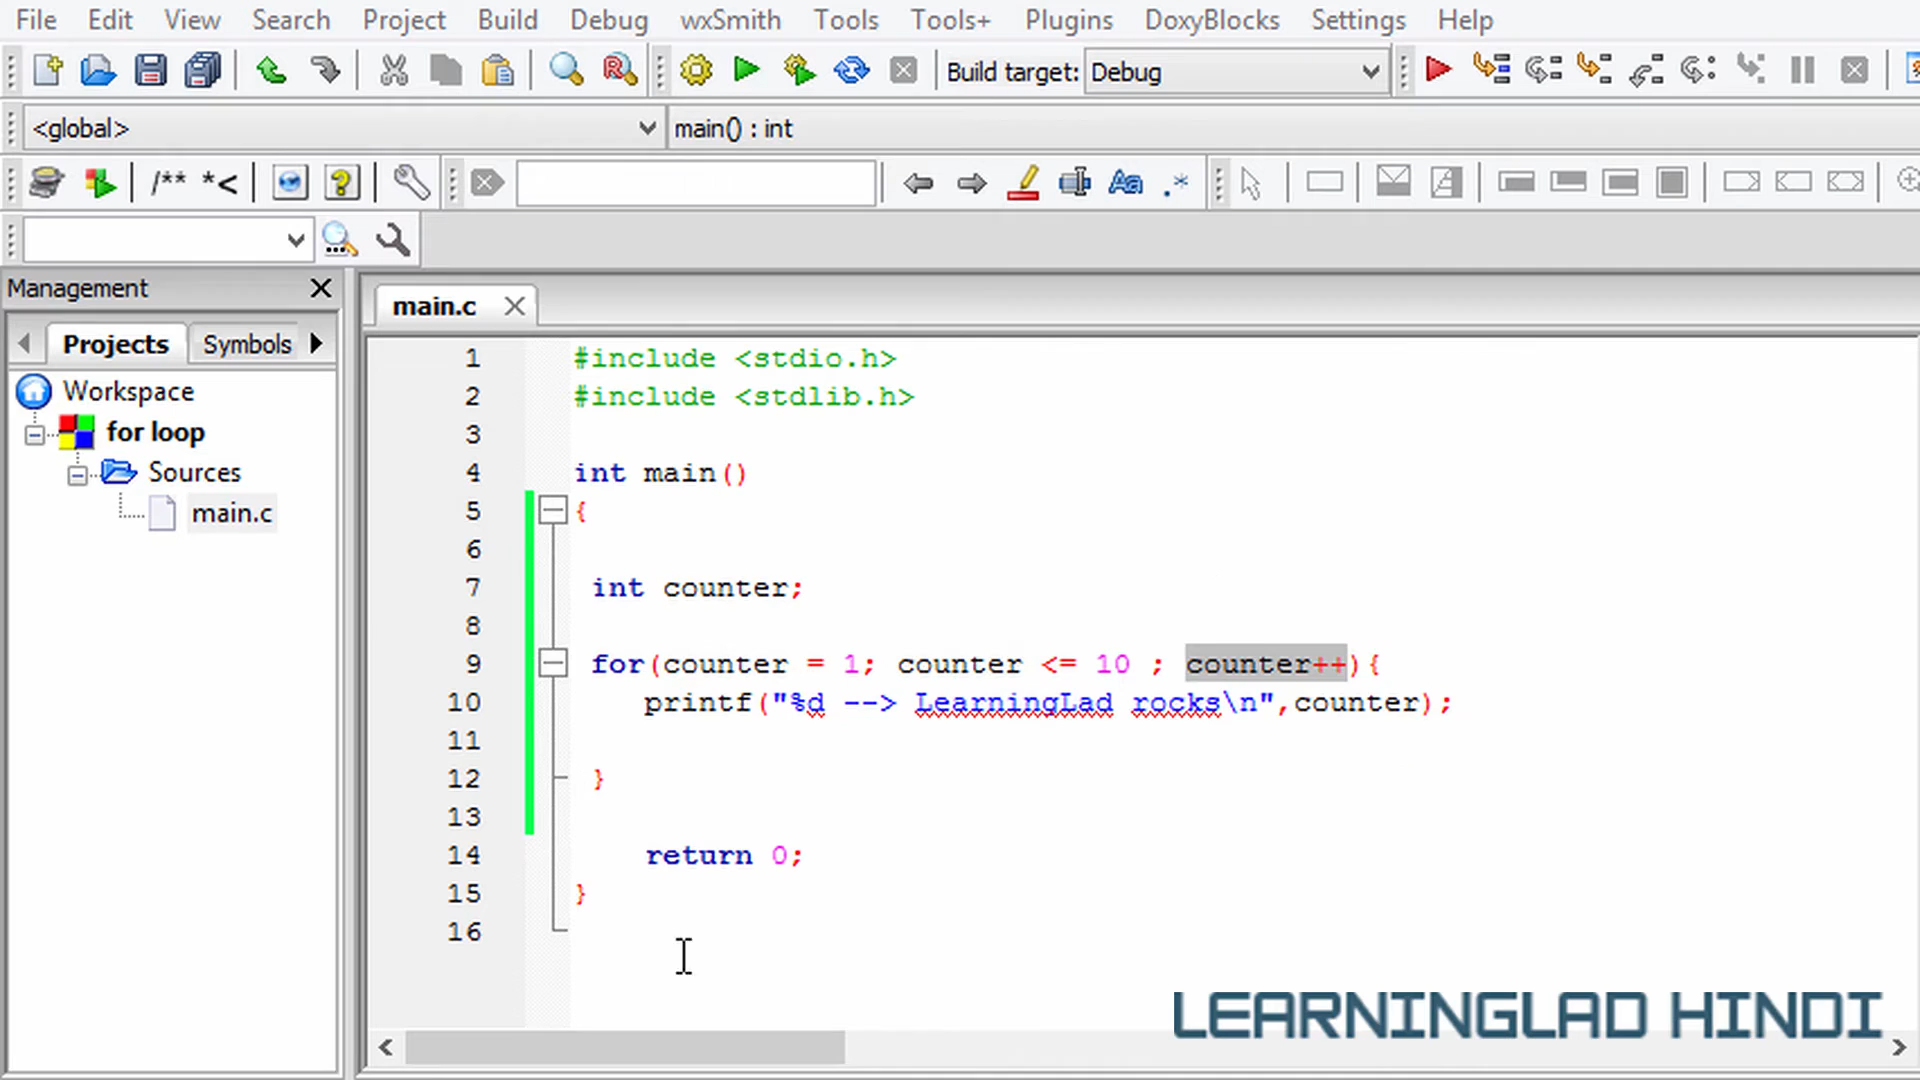 File Edit View Search Project Build Debug wxSmith Tools Tools+ Plugins DoxyBlocks Settings Help
Build target: Debug
<global> main() : int
/** *<
Management
Projects Symbols
Workspace
for loop
Sources
main.c
main.c
1 #include <stdio.h>
2 #include <stdlib.h>
3
4 int main()
5 {
6
7 int counter;
8
9 for(counter = 1; counter <= 10 ; counter++){
10 printf("%d --> LearningLad rocks\n",counter);
11
12 }
13
14 return 0;
15 }
16
LEARNINGLAD HINDI